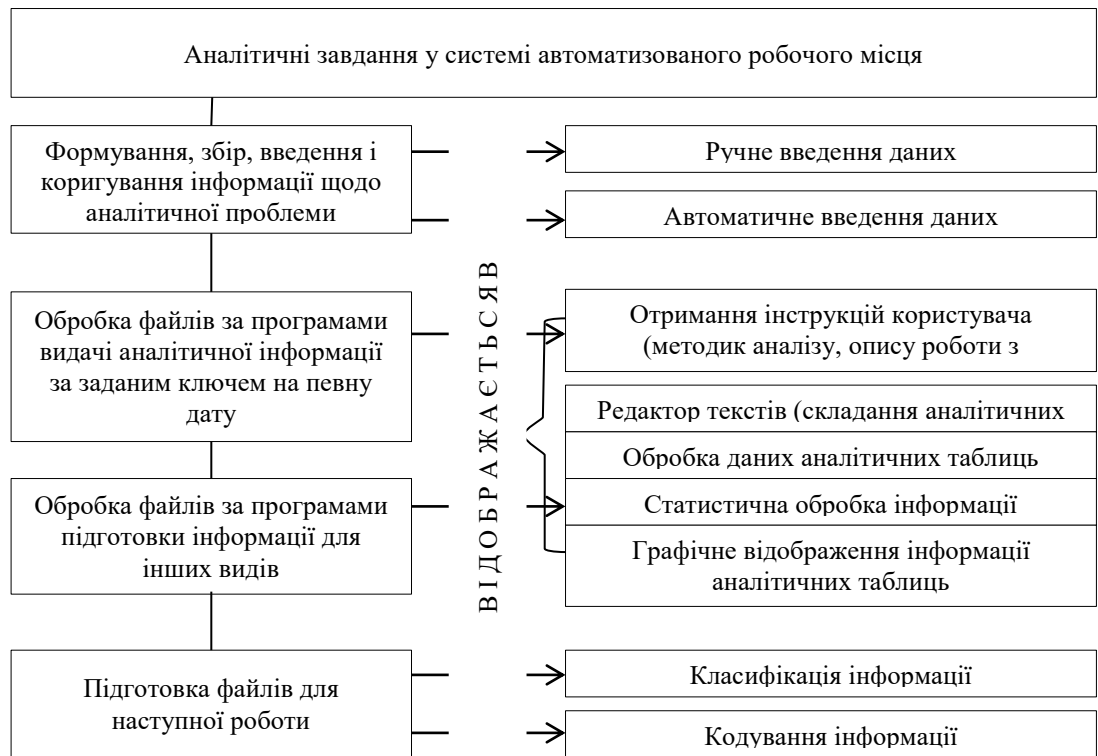 Аналітичні завдання у системі автоматизованого робочого місця
Формування, збір, введення і
коригування інформації щодо
аналітичної проблеми
Ручне введення даних
Автоматичне введення даних
ВІДОБРАЖАЄТЬСЯВ
Обробка файлів за програмами
видачі аналітичної інформації
за заданим ключем на певну
дату
Отримання інструкцій користувача
(методик аналізу, опису роботи з
Редактор текстів (складання аналітичних
Обробка даних аналітичних таблиць
Обробка файлів за програмами
підготовки інформації для
інших видів
Статистична обробка інформації
Графічне відображення інформації
аналітичних таблиць
Підготовка файлів для
наступної роботи
Класифікація інформації
Кодування інформації